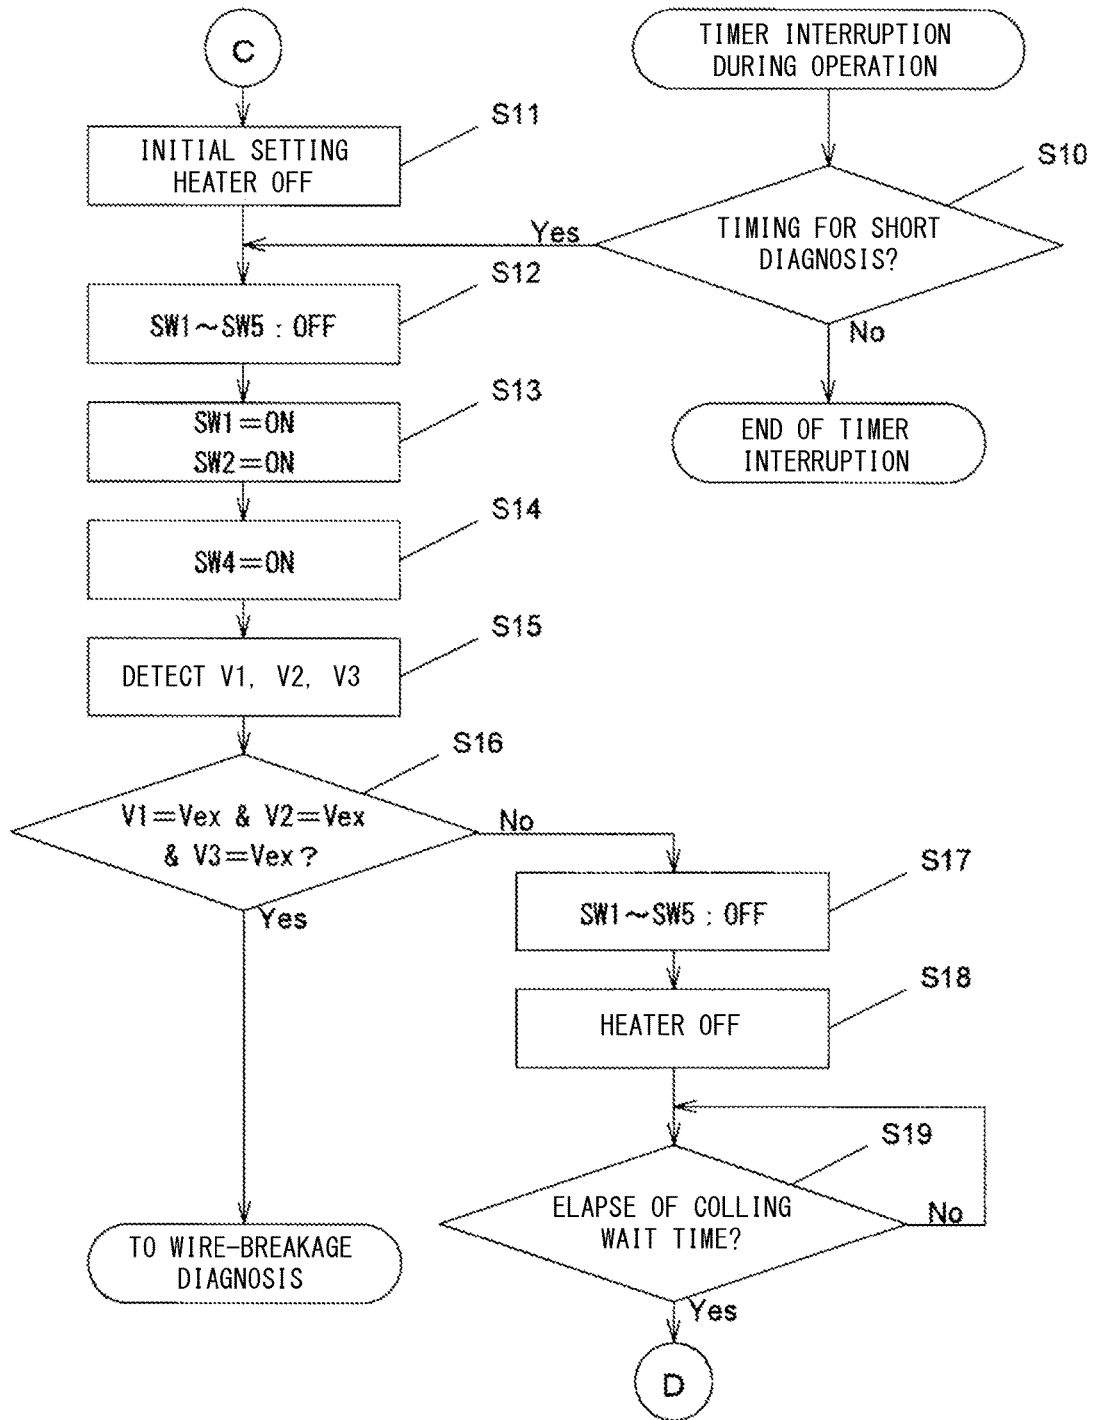 C
TIMER INTERRUPTION
DURING OPERATION
S11
INITIAL SETTING
HEATER OFF
S10
TIMING FOR SHORT
DIAGNOSIS?
Yes
No
S12
SW1～SW5 : OFF
S13
SW1＝ON
SW2＝ON
END OF TIMER
INTERRUPTION
S14
SW4＝ON
S15
DETECT V1, V2, V3
S16
V1＝Vex & V2＝Vex
& V3＝Vex？
No
Yes
S17
SW1～SW5 : OFF
S18
HEATER OFF
S19
ELAPSE OF COLLING
WAIT TIME?
No
Yes
TO WIRE-BREAKAGE
DIAGNOSIS
D